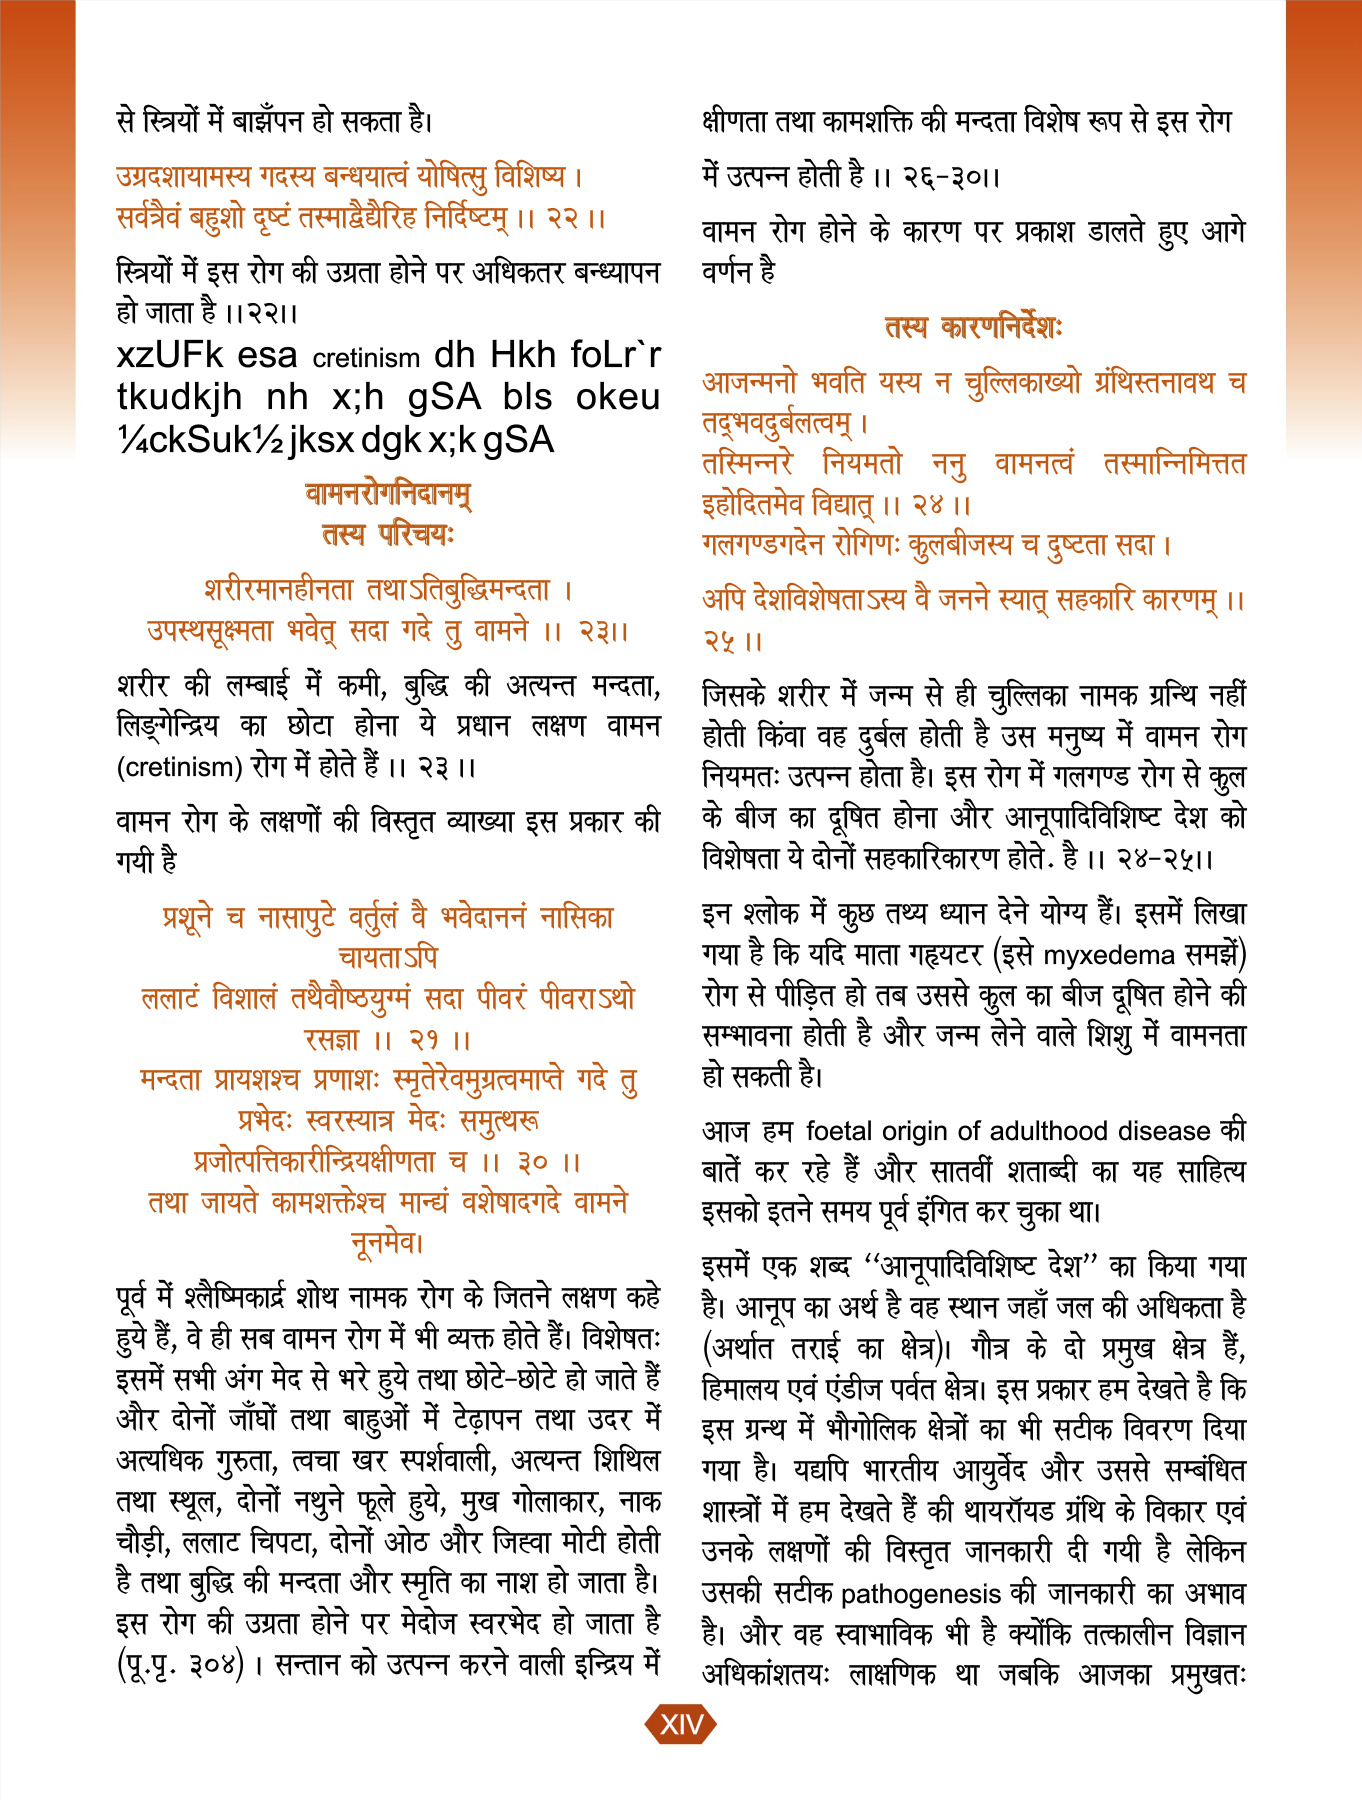 से स्त्रियों में बाझँपन हो सकता है।
उग्रदशायामस्य गदस्य बन्धयात्वं योषित्सु विशिष्य ।
सर्वत्रैवं बहुशो दृष्टं तस्माद्वैद्यैरिह निर्दिष्टम् ।। २२ ।।
स्त्रियों में इस रोग की उग्रता होने पर अधिकतर बन्ध्यापन
हो जाता है ।।२२।।
xzUFk esa cretinism dh Hkh foLr`r
tkudkjh nh x;h gSA bls okeu
¼ckSuk½ jksx dgk x;k gSA
वामनरोगनिदानम्
तस्य परिचयः
शरीरमानहीनता तथाऽतिबुद्धिमन्दता ।
उपस्थसूक्ष्मता भवेत् सदा गदे तु वामने ।। २३।।
शरीर की लम्बाई में कमी, बुद्धि की अत्यन्त मन्दता,
लिङ्गेन्द्रिय का छोटा होना ये प्रधान लक्षण वामन
(cretinism) रोग में होते हैं ।। २३ ।।
वामन रोग के लक्षणों की विस्तृत व्याख्या इस प्रकार की
गयी है
प्रशूने च नासापुटे वर्तुलं वै भवेदाननं नासिका
चायताऽपि
ललाटं विशालं तथैवौष्ठयुग्मं सदा पीवरं पीवराऽथो
रसज्ञा ।। २१ ।।
मन्दता प्रायशश्च प्रणाशः स्मृतेरेवमुग्रत्वमाप्ते गदे तु
प्रभेदः स्वरस्यात्र मेदः समुत्थरू
प्रजोत्पत्तिकारीन्द्रियक्षीणता च ।। ३० ।।
तथा जायते कामशक्तेश्च मान्द्यं वशेषादगदे वामने
नूनमेव।
पूर्व में श्लैष्मिकार्द्र शोथ नामक रोग के जितने लक्षण कहे
हुये हैं, वे ही सब वामन रोग में भी व्यक्त होते हैं। विशेषतः
इसमें सभी अंग मेद से भरे हुये तथा छोटे-छोटे हो जाते हैं
और दोनों जाँघों तथा बाहुओं में टेढ़ापन तथा उदर में
अत्यधिक गुरुता, त्वचा खर स्पर्शवाली, अत्यन्त शिथिल
तथा स्थूल, दोनों नथुने फूले हुये, मुख गोलाकार, नाक
चौड़ी, ललाट चिपटा, दोनों ओठ और जिह्वा मोटी होती
है तथा बुद्धि की मन्दता और स्मृति का नाश हो जाता है।
इस रोग की उग्रता होने पर मेदोज स्वरभेद हो जाता है
(पू.पृ. ३०४) । सन्तान को उत्पन्न करने वाली इन्द्रिय में
क्षीणता तथा कामशक्ति की मन्दता विशेष रूप से इस रोग
में उत्पन्न होती है ।। २६-३०।।
वामन रोग होने के कारण पर प्रकाश डालते हुए आगे
वर्णन है
तस्य कारणनिर्देशः
आजन्मनो भवति यस्य न चुल्लिकाख्यो ग्रंथिस्तनावथ च
तद्भवदुर्बलत्वम् ।
तस्मिन्नरे नियमतो ननु वामनत्वं तस्मान्निमित्तत
इहोदितमेव विद्यात् ।। २४ ।।
गलगण्डगदेन रोगिणः कुलबीजस्य च दुष्टता सदा ।
अपि देशविशेषताऽस्य वै जनने स्यात् सहकारि कारणम् ।।
२५ ।।
जिसके शरीर में जन्म से ही चुल्लिका नामक ग्रन्थि नहीं
होती किंवा वह दुर्बल होती है उस मनुष्य में वामन रोग
नियमतः उत्पन्न होता है। इस रोग में गलगण्ड रोग से कुल
के बीज का दूषित होना और आनूपादिविशिष्ट देश को
विशेषता ये दोनों सहकारिकारण होते. है ।। २४-२५।।
इन श्लोक में कुछ तथ्य ध्यान देने योग्य हैं। इसमें लिखा
गया है कि यदि माता गहृयटर (इसे myxedema समझें)
रोग से पीड़ित हो तब उससे कुल का बीज दूषित होने की
सम्भावना होती है और जन्म लेने वाले शिशु में वामनता
हो सकती है।
आज हम foetal origin of adulthood disease की
बातें कर रहे हैं और सातवीं शताब्दी का यह साहित्य
इसको इतने समय पूर्व इंगित कर चुका था।
इसमें एक शब्द ‘‘आनूपादिविशिष्ट देश’’ का किया गया
है। आनूप का अर्थ है वह स्थान जहाँ जल की अधिकता है
(अर्थात तराई का क्षेत्र)। गौत्र के दो प्रमुख क्षेत्र हैं,
हिमालय एवं एंडीज पर्वत क्षेत्र। इस प्रकार हम देखते है कि
इस ग्रन्थ में भौगोलिक क्षेत्रों का भी सटीक विवरण दिया
गया है। यद्यपि भारतीय आयुर्वेद और उससे सम्बंधित
शास्त्रों में हम देखते हैं की थायरॉयड ग्रंथि के विकार एवं
उनके लक्षणों की विस्तृत जानकारी दी गयी है लेकिन
उसकी सटीक pathogenesis की जानकारी का अभाव
है। और वह स्वाभाविक भी है क्योंकि तत्कालीन विज्ञान
अधिकांशतयः लाक्षणिक था जबकि आजका प्रमुखतः
XIV